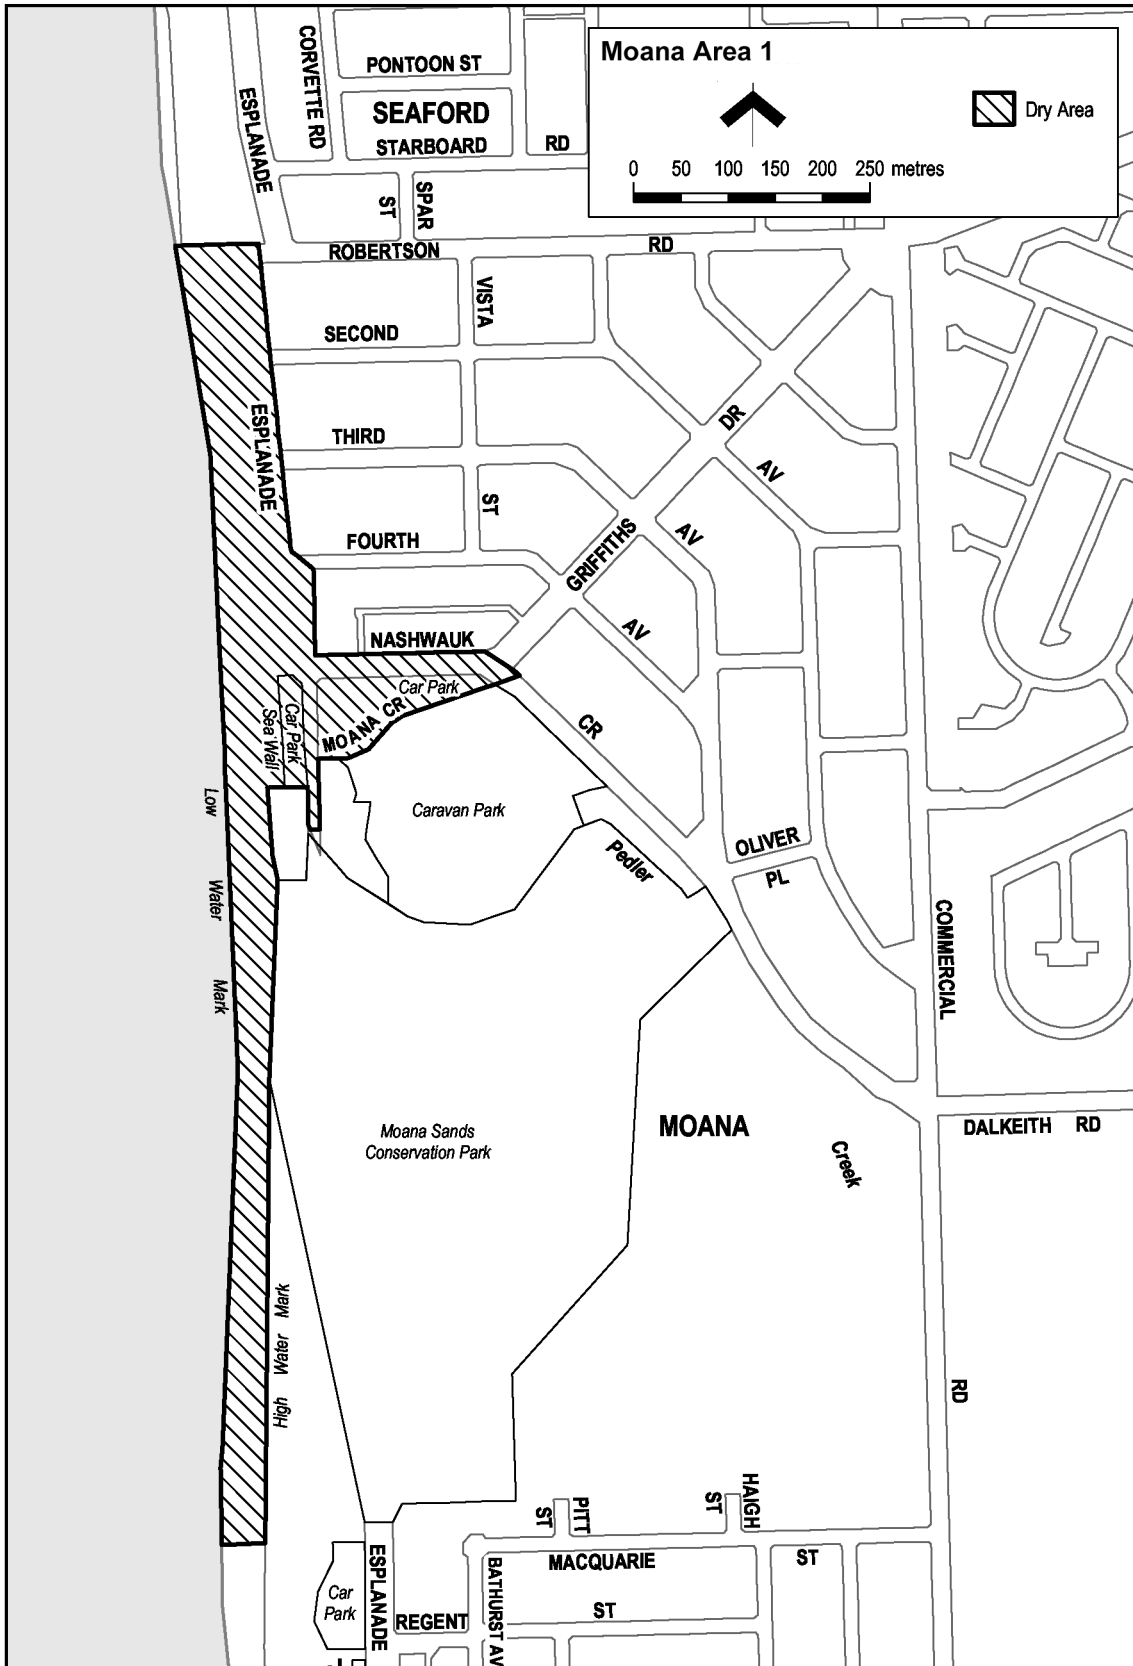 Moana Area 1
Dry Area
0 50 100 150 200 250 metres
CORVETTE RD
PONTOON ST
ESPLANADE
SEAFORD
STARBOARD RD
SPAR
ST
ROBERTSON RD
VISTA
SECOND
ESPLANADE
THIRD
DR
AV
ST
FOURTH
GRIFFITHS
AV
NASHWAUK
AV
Car Park
MOANA CR
CR
Car Park
Sea Wall
Low Water Mark
Caravan Park
OLIVER
PL
Pedler
COMMERCIAL
Moana Sands
Conservation Park
MOANA
Creek
DALKEITH RD
High Water Mark
RD
PITT
ST
HAIGH
ST
MACQUARIE ST
ESPLANADE
Car
Park
BATHURST AV
REGENT ST